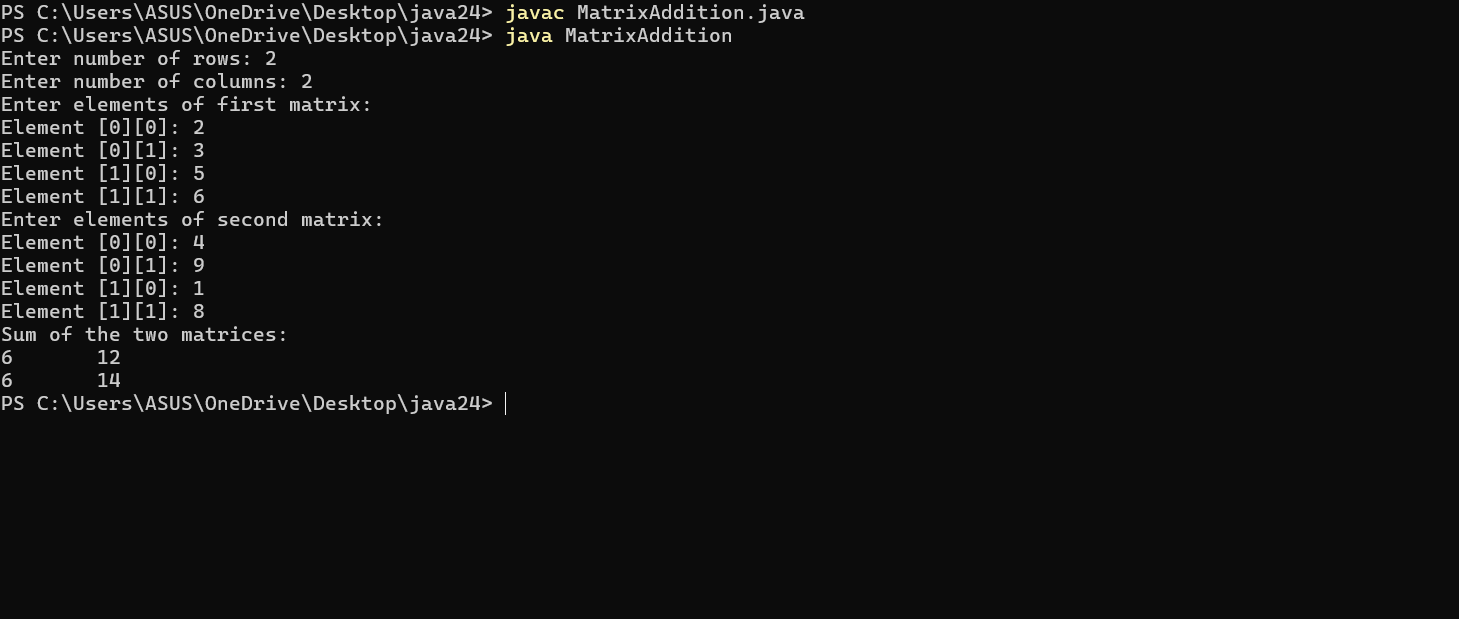 PS C:\Users\ASUS\OneDrive\Desktop\java24> javac MatrixAddition.java
PS C:\Users\ASUS\OneDrive\Desktop\java24> java MatrixAddition
Enter number of rows: 2
Enter number of columns: 2
Enter elements of first matrix:
Element [0][0]: 2
Element [0][1]: 3
Element [1][0]: 5
Element [1][1]: 6
Enter elements of second matrix:
Element [0][0]: 4
Element [0][1]: 9
Element [1][0]: 1
Element [1][1]: 8
Sum of the two matrices:
6       12
6       14
PS C:\Users\ASUS\OneDrive\Desktop\java24>